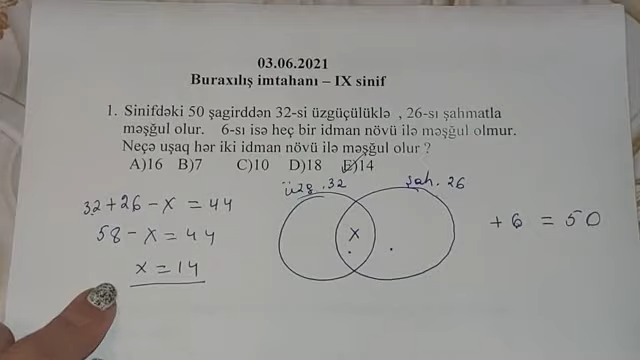 03.06.2021
Buraxılış imtahanı – IX sinif
1. Sinifdəki 50 şagirddən 32-si üzgüçülüklə , 26-sı şahmatla
məşğul olur. 6-sı isə heç bir idman növü ilə məşğul olmur.
Neçə uşaq hər iki idman növü ilə məşğul olur ?
A)16 B)7 C)10 D)18 E)14
32+26 – x = 44
58 – x = 44
x = 14
üzg. 32
şah. 26
x
+ 6 = 50